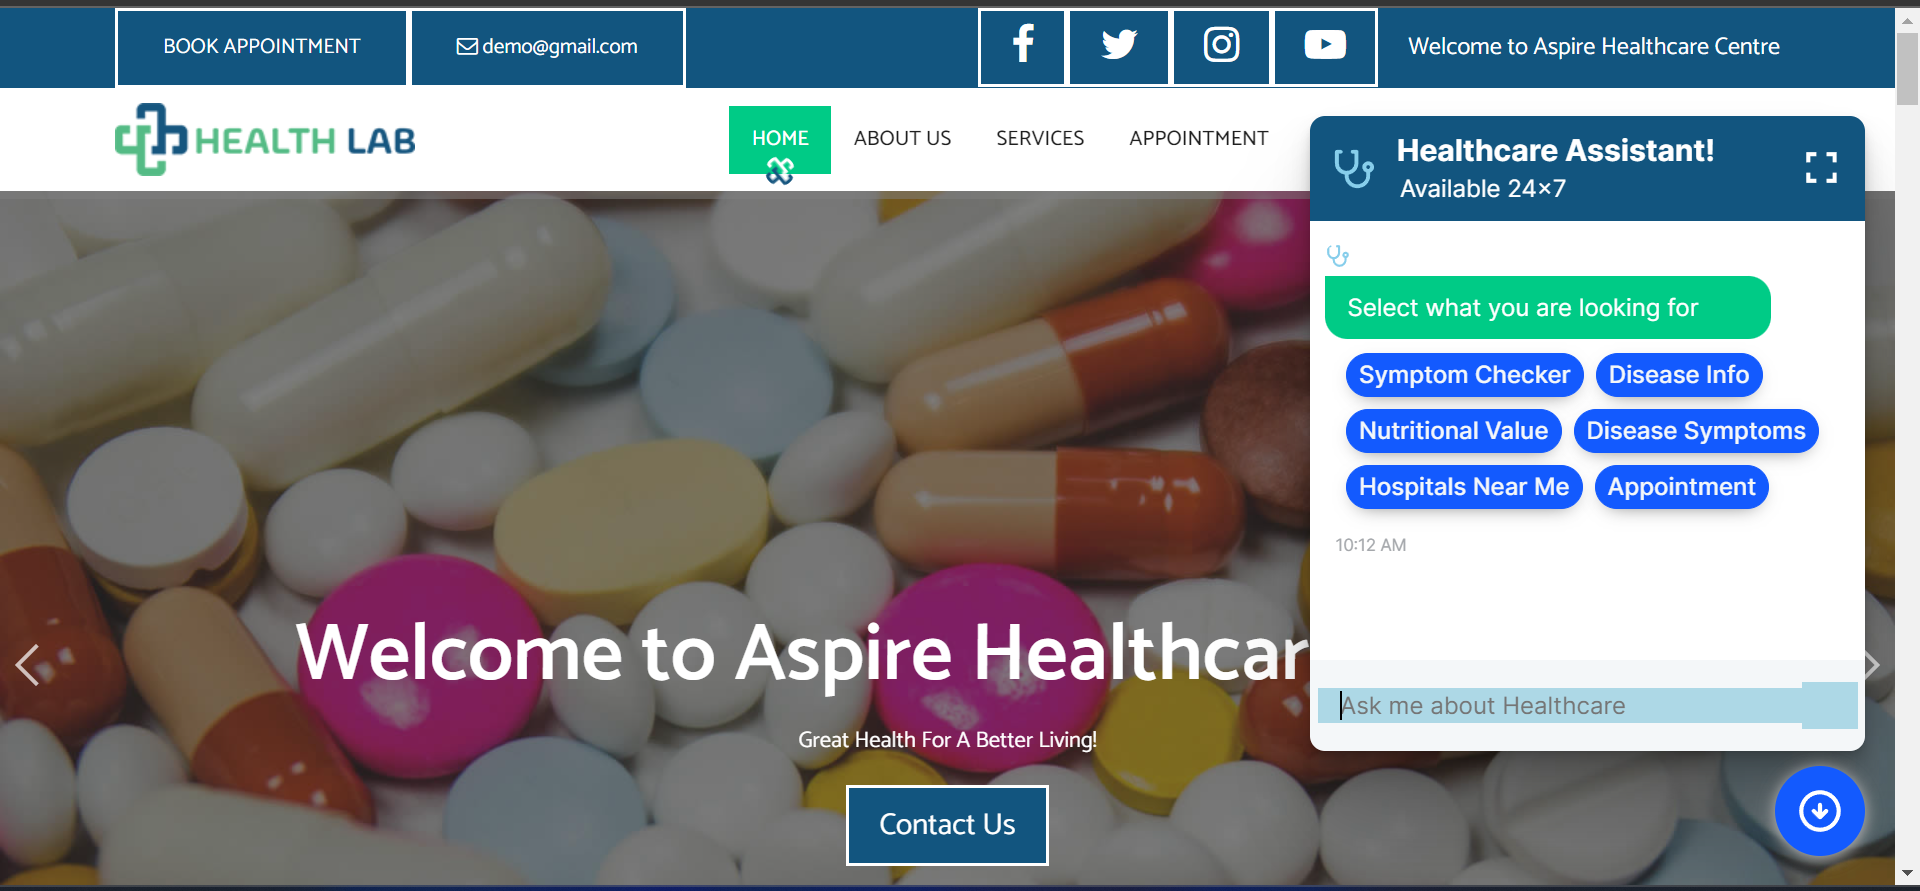 BOOK APPOINTMENT
demo@gmail.com
Welcome to Aspire Healthcare Centre
HEALTH LAB
HOME
ABOUT US
SERVICES
APPOINTMENT
Healthcare Assistant!
Available 24×7
Select what you are looking for
Symptom Checker
Disease Info
Nutritional Value
Disease Symptoms
Hospitals Near Me
Appointment
10:12 AM
Welcome to Aspire Healthcar
Ask me about Healthcare
Great Health For A Better Living!
Contact Us